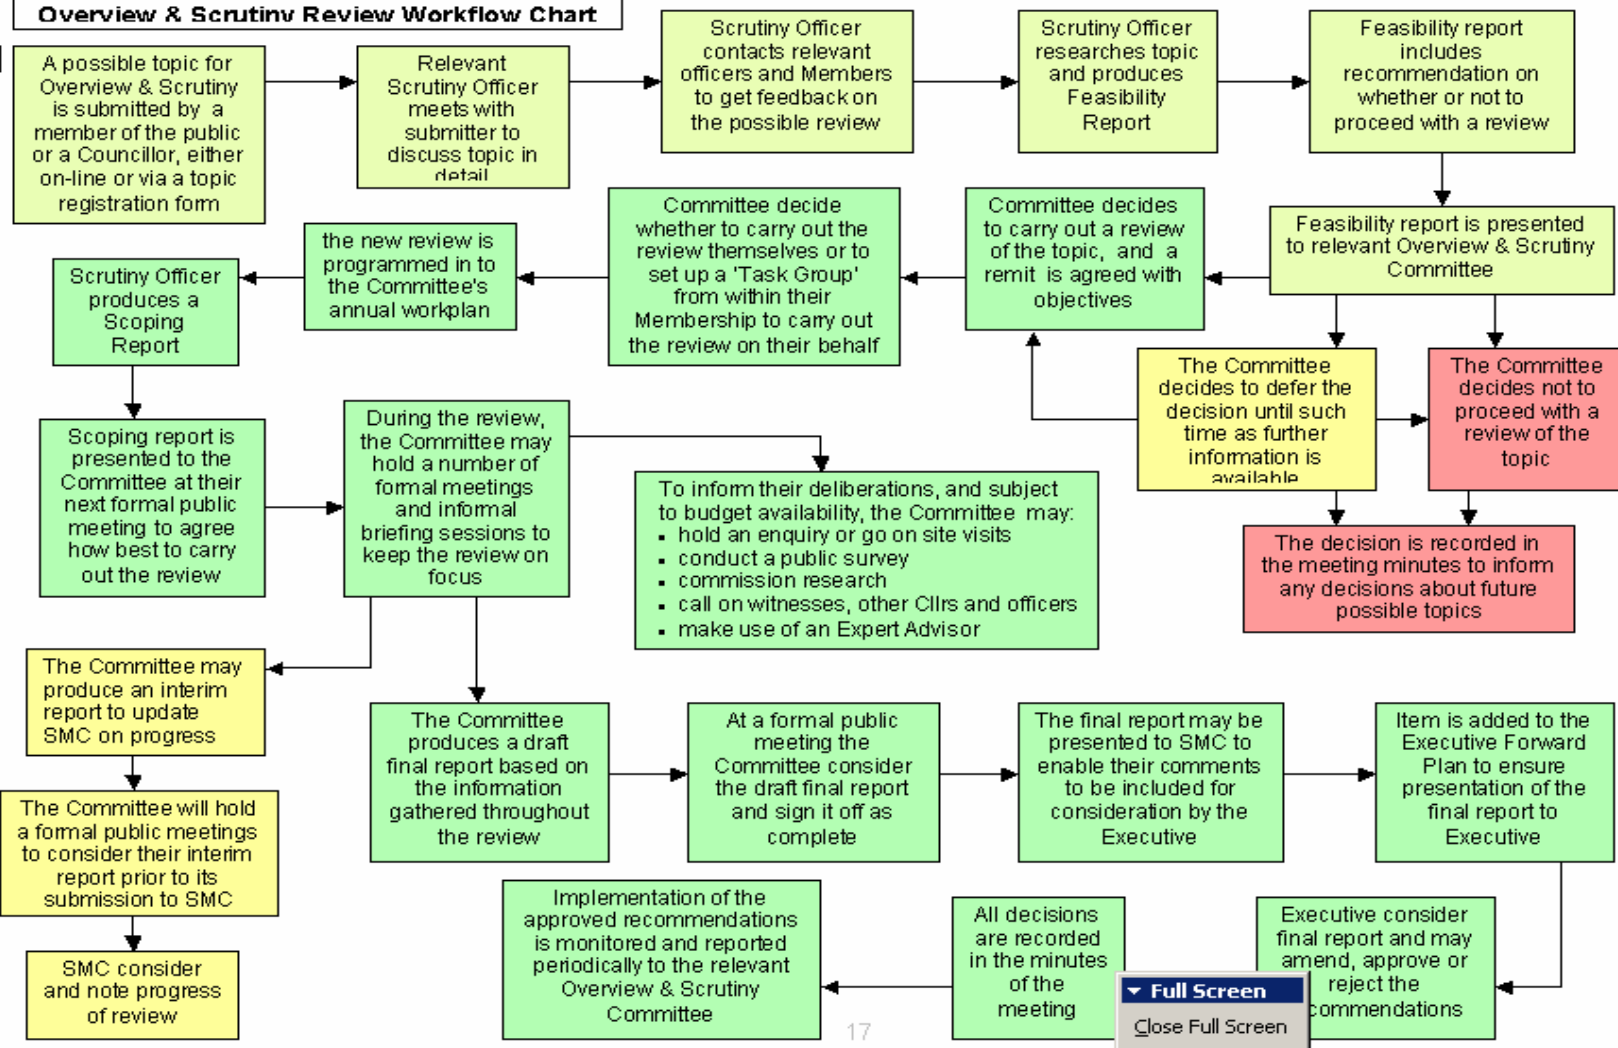 Overview & Scrutiny Review Workflow Chart
A possible topic for
Overview & Scrutiny
is submitted by a
member of the public
or a Councillor, either
on-line or via a topic
registration form
Relevant
Scrutiny Officer
meets with
submitter to
discuss topic in
detail
Scrutiny Officer
contacts relevant
officers and Members
to get feedback on
the possible review
Scrutiny Officer
researches topic
and produces
Feasibility
Report
Feasibility report
includes
recommendation on
whether or not to
proceed with a review
Feasibility report is presented
to relevant Overview & Scrutiny
Committee
Committee decides
to carry out a review
of the topic, and a
remit is agreed with
objectives
Committee decide
whether to carry out the
review themselves or to
set up a 'Task Group'
from within their
Membership to carry out
the review on their behalf
the new review is
programmed in to
the Committee's
annual workplan
Scrutiny Officer
produces a
Scoping
Report
The Committee
decides to defer the
decision until such
time as further
information is
available
The Committee
decides not to
proceed with a
review of the
topic
The decision is recorded in
the meeting minutes to inform
any decisions about future
possible topics
Scoping report is
presented to the
Committee at their
next formal public
meeting to agree
how best to carry
out the review
During the review,
the Committee may
hold a number of
formal meetings
and informal
briefing sessions to
keep the review on
focus
To inform their deliberations, and subject
to budget availability, the Committee may:
▪ hold an enquiry or go on site visits
▪ conduct a public survey
▪ commission research
▪ call on witnesses, other Cllrs and officers
▪ make use of an Expert Advisor
The Committee may
produce an interim
report to update
SMC on progress
The Committee will hold
a formal public meetings
to consider their interim
report prior to its
submission to SMC
SMC consider
and note progress
of review
The Committee
produces a draft
final report based on
the information
gathered throughout
the review
At a formal public
meeting the
Committee consider
the draft final report
and sign it off as
complete
The final report may be
presented to SMC to
enable their comments
to be included for
consideration by the
Executive
Item is added to the
Executive Forward
Plan to ensure
presentation of the
final report to
Executive
Executive consider
final report and may
amend, approve or
reject the
commendations
All decisions
are recorded
in the minutes
of the
meeting
Implementation of the
approved recommendations
is monitored and reported
periodically to the relevant
Overview & Scrutiny
Committee
Full Screen
Close Full Screen
17